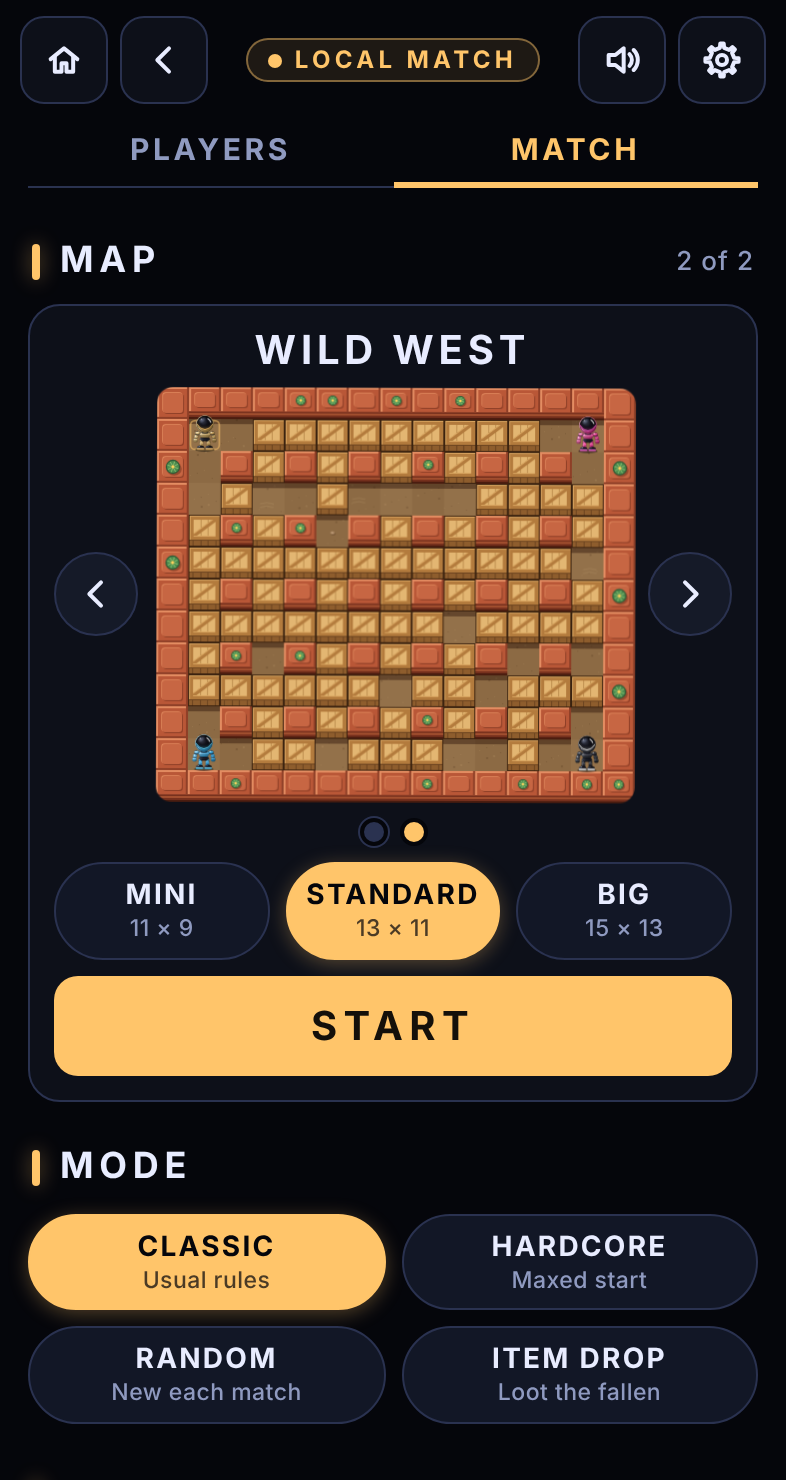 LOCAL MATCH
PLAYERS
MATCH
MAP
2 of 2
WILD WEST
MINI
11 × 9
STANDARD
13 × 11
BIG
15 × 13
START
MODE
CLASSIC
Usual rules
HARDCORE
Maxed start
RANDOM
New each match
ITEM DROP
Loot the fallen